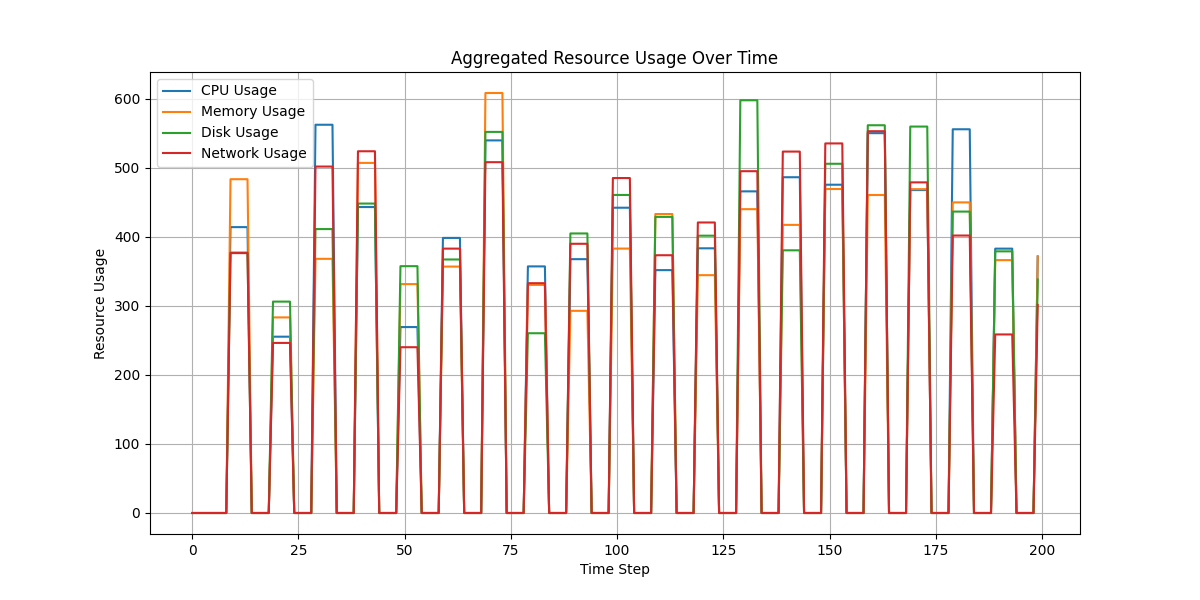 Aggregated Resource Usage Over Time
CPU Usage
Memory Usage
Disk Usage
Network Usage
Resource Usage
600
500
400
300
200
100
0
0 25 50 75 100 125 150 175 200
Time Step